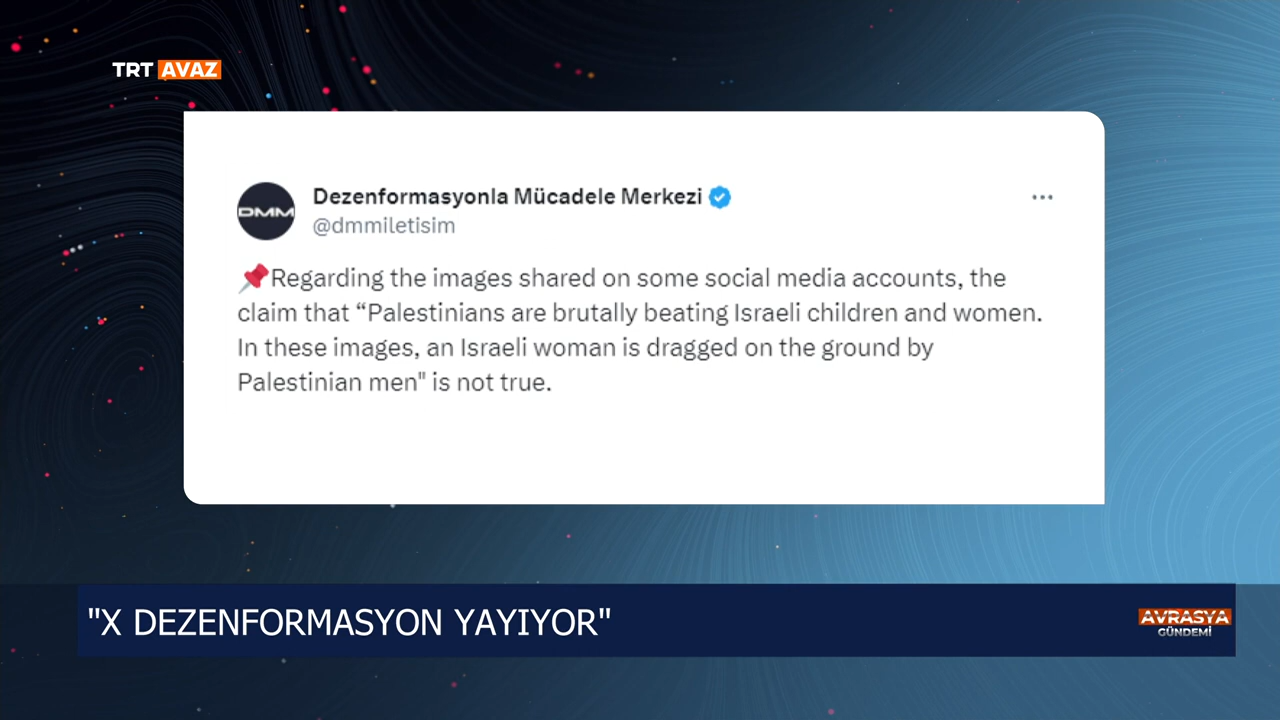 TRT AVAZ
Dezenformasyonla Mücadele Merkezi
DMM
@dmmiletisim
📌Regarding the images shared on some social media accounts, the
claim that “Palestinians are brutally beating Israeli children and women.
In these images, an Israeli woman is dragged on the ground by
Palestinian men" is not true.
"X DEZENFORMASYON YAYIYOR"
AVRASYA
GÜNDEMİ